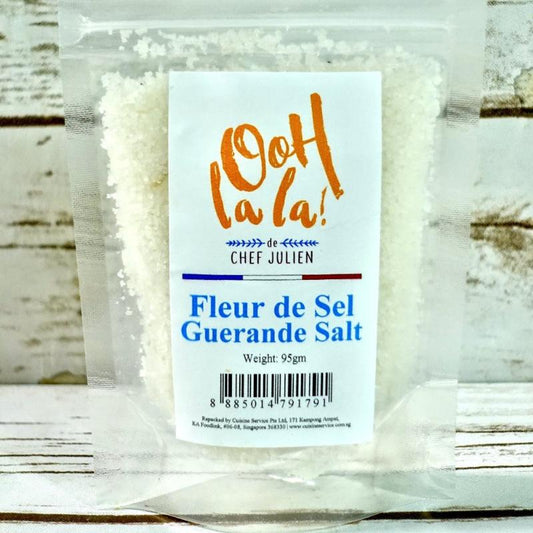 OOH
la la!
de
CHEF JULIEN
Fleur de Sel
Guerande Salt
Weight: 95gm
8 885014 791791
Repacked by Cuisine Service Pte Ltd, 171 Kampong Ampat,
KA Foodlink, #06-08, Singapore 368330 | www.cuisineservice.com.sg